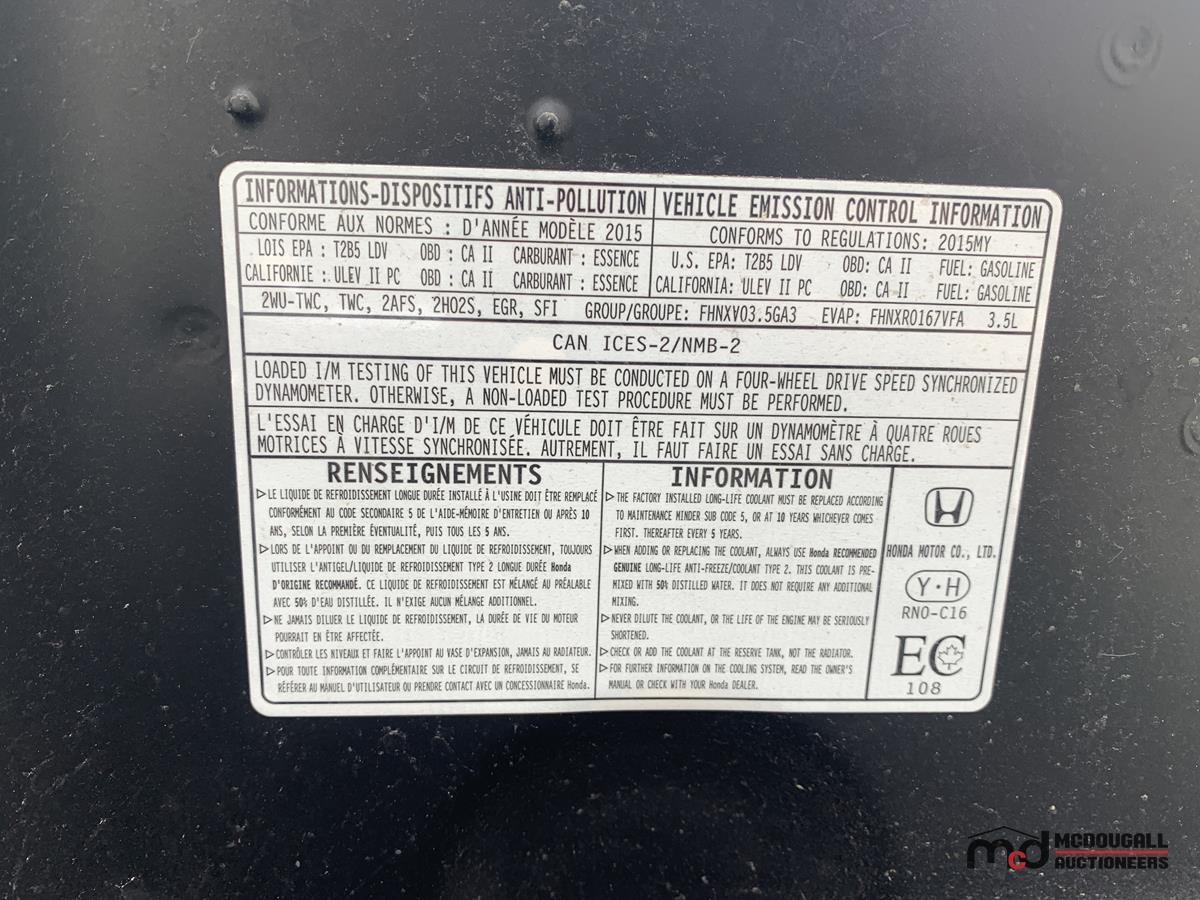 INFORMATIONS-DISPOSITIFS ANTI-POLLUTION
CONFORME AUX NORMES : D'ANNÉE MODÈLE 2015
LOIS EPA : T2B5 LDV OBD : CA II CARBURANT : ESSENCE
CALIFORNIE : ULEV II PC OBD : CA II CARBURANT : ESSENCE
VEHICLE EMISSION CONTROL INFORMATION
CONFORMS TO REGULATIONS: 2015MY
U.S. EPA: T2B5 LDV OBD: CA II FUEL: GASOLINE
CALIFORNIA: ULEV II PC OBD: CA II FUEL: GASOLINE
2WU-TWC, TWC, 2AFS, 2HO2S, EGR, SFI GROUP/GROUPE: FHNXV03.5GA3 EVAP: FHNXR0167VFA 3.5L
CAN ICES-2/NMB-2
LOADED I/M TESTING OF THIS VEHICLE MUST BE CONDUCTED ON A FOUR-WHEEL DRIVE SPEED SYNCHRONIZED
DYNAMOMETER. OTHERWISE, A NON-LOADED TEST PROCEDURE MUST BE PERFORMED.
L'ESSAI EN CHARGE D'I/M DE CE VÉHICULE DOIT ÊTRE FAIT SUR UN DYNAMOMÈTRE À QUATRE ROUES
MOTRICES À VITESSE SYNCHRONISÉE. AUTREMENT, IL FAUT FAIRE UN ESSAI SANS CHARGE.
RENSEIGNEMENTS
▷LE LIQUIDE DE REFROIDISSEMENT LONGUE DURÉE INSTALLÉ À L'USINE DOIT ÊTRE REMPLACÉ
CONFORMÉMENT AU CODE SECONDAIRE 5 DE L'AIDE-MÉMOIRE D'ENTRETIEN OU APRÈS 10
ANS, SELON LA PREMIÈRE ÉVENTUALITÉ, PUIS TOUS LES 5 ANS.
▷LORS DE L'APPOINT OU DU REMPLACEMENT DU LIQUIDE DE REFROIDISSEMENT, TOUJOURS
UTILISER L'ANTIGEL/LIQUIDE DE REFROIDISSEMENT TYPE 2 LONGUE DURÉE Honda
D'ORIGINE RECOMMANDÉ. CE LIQUIDE DE REFROIDISSEMENT EST MÉLANGÉ AU PRÉALABLE
AVEC 50% D'EAU DISTILLÉE. IL N'EXIGE AUCUN MÉLANGE ADDITIONNEL.
▷NE JAMAIS DILUER LE LIQUIDE DE REFROIDISSEMENT, LA DURÉE DE VIE DU MOTEUR
POURRAIT EN ÊTRE AFFECTÉE.
▷CONTRÔLER LES NIVEAUX ET FAIRE L'APPOINT AU VASE D'EXPANSION, JAMAIS AU RADIATEUR.
▷POUR TOUTE INFORMATION COMPLÉMENTAIRE SUR LE CIRCUIT DE REFROIDISSEMENT, SE
RÉFÉRER AU MANUEL D'UTILISATEUR OU PRENDRE CONTACT AVEC UN CONCESSIONNAIRE Honda.
INFORMATION
▷THE FACTORY INSTALLED LONG-LIFE COOLANT MUST BE REPLACED ACCORDING
TO MAINTENANCE MINDER SUB CODE 5, OR AT 10 YEARS WHICHEVER COMES
FIRST. THEREAFTER EVERY 5 YEARS.
▷WHEN ADDING OR REPLACING THE COOLANT, ALWAYS USE Honda RECOMMENDED
GENUINE LONG-LIFE ANTI-FREEZE/COOLANT TYPE 2. THIS COOLANT IS PRE-
MIXED WITH 50% DISTILLED WATER. IT DOES NOT REQUIRE ANY ADDITIONAL
MIXING.
▷NEVER DILUTE THE COOLANT, OR THE LIFE OF THE ENGINE MAY BE SERIOUSLY
SHORTENED.
▷CHECK OR ADD THE COOLANT AT THE RESERVE TANK, NOT THE RADIATOR.
▷FOR FURTHER INFORMATION ON THE COOLING SYSTEM, READ THE OWNER'S
MANUAL OR CHECK WITH YOUR Honda DEALER.
HONDA MOTOR CO., LTD.
Y·H
RNO-C16
EC
108
mcd MCDOUGALL
AUCTIONEERS